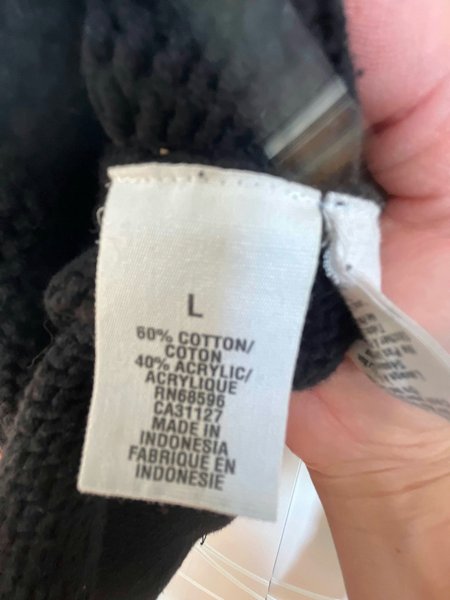 L
60% COTTON/
COTON
40% ACRYLIC/
ACRYLIQUE
RN68596
CA31127
MADE IN
INDONESIA
FABRIQUE EN
INDONESIE